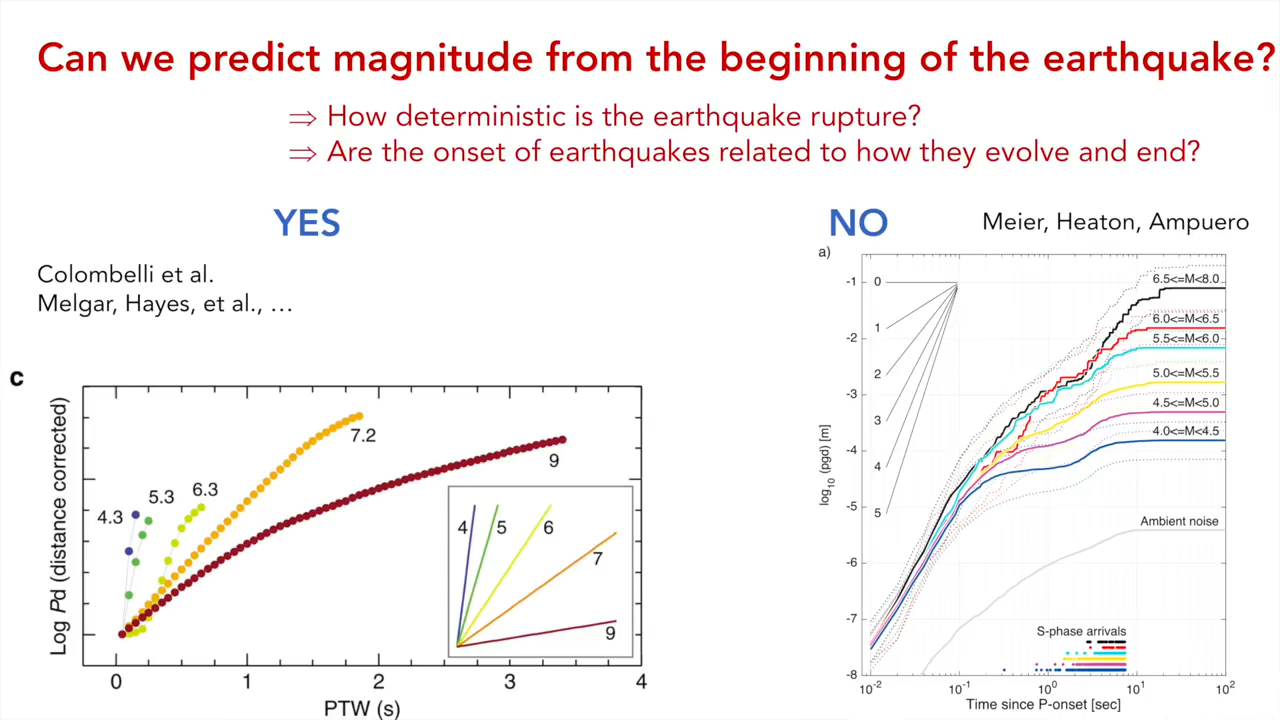 Can we predict magnitude from the beginning of the earthquake?
⇒ How deterministic is the earthquake rupture?
⇒ Are the onset of earthquakes related to how they evolve and end?
YES
Colombelli et al.
Melgar, Hayes, et al., …
c
Log Pd (distance corrected)
4.3
5.3
6.3
7.2
9
4
5
6
7
9
0 1 2 3 4
PTW (s)
NO
Meier, Heaton, Ampuero
a)
log10 (pgd) [m]
-1
-2
-3
-4
-5
-6
-7
-8
0
1
2
3
4
5
6.5<=M<8.0
6.0<=M<6.5
5.5<=M<6.0
5.0<=M<5.5
4.5<=M<5.0
4.0<=M<4.5
Ambient noise
S-phase arrivals
10-2 10-1 100 101 102
Time since P-onset [sec]